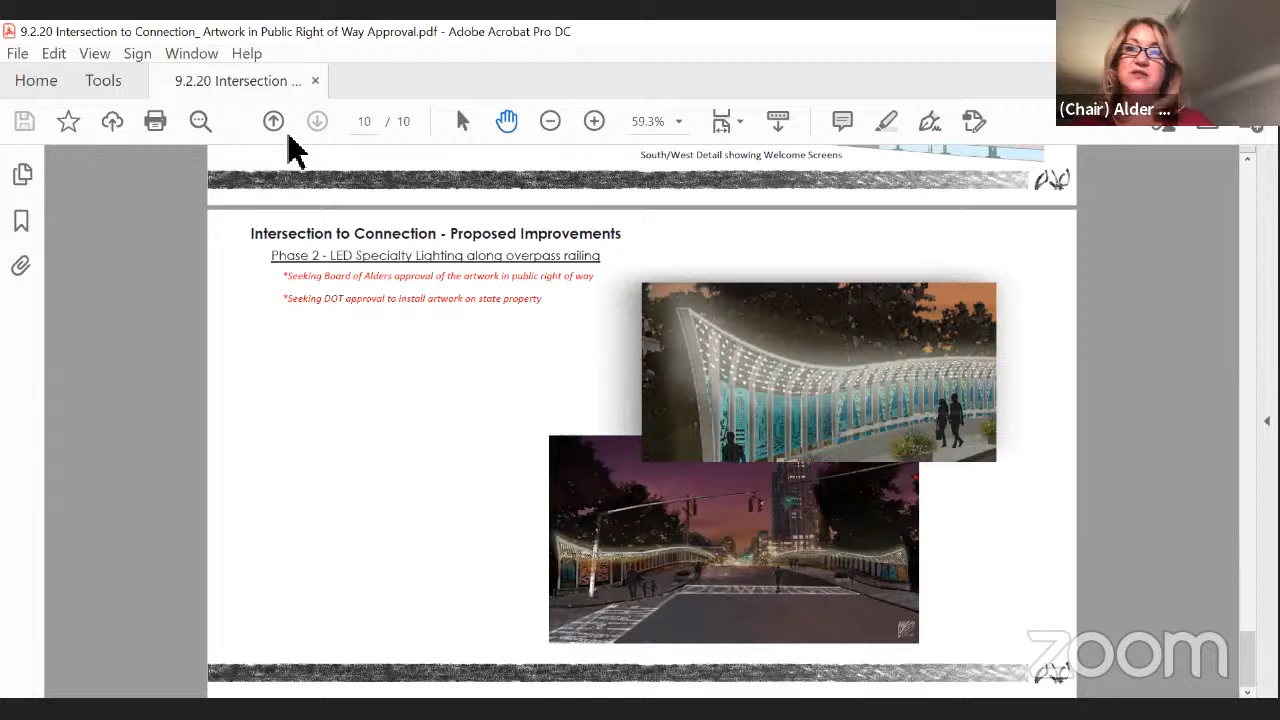 9.2.20 Intersection to Connection_ Artwork in Public Right of Way Approval.pdf - Adobe Acrobat Pro DC
File Edit View Sign Window Help
Home Tools 9.2.20 Intersection ... ×
10 / 10 59.3%
(Chair) Alder ...
South/West Detail showing Welcome Screens
Intersection to Connection - Proposed Improvements
Phase 2 - LED Specialty Lighting along overpass railing
*Seeking Board of Alders approval of the artwork in public right of way
*Seeking DOT approval to install artwork on state property
zoom